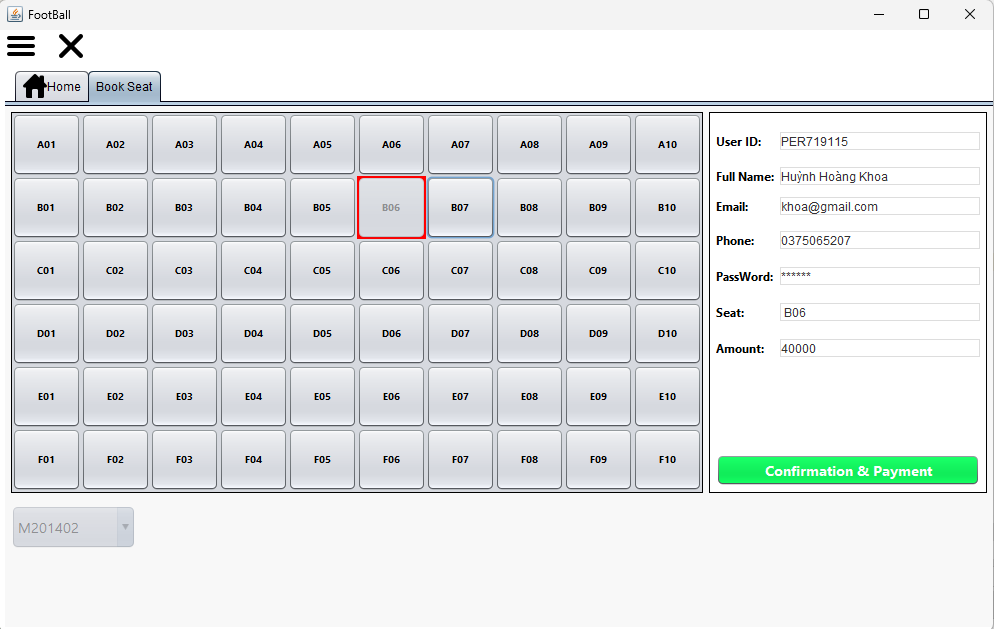 FootBall
Home Book Seat
A01 A02 A03 A04 A05 A06 A07 A08 A09 A10
B01 B02 B03 B04 B05 B06 B07 B08 B09 B10
C01 C02 C03 C04 C05 C06 C07 C08 C09 C10
D01 D02 D03 D04 D05 D06 D07 D08 D09 D10
E01 E02 E03 E04 E05 E06 E07 E08 E09 E10
F01 F02 F03 F04 F05 F06 F07 F08 F09 F10
User ID: PER719115
Full Name: Huỳnh Hoàng Khoa
Email: khoa@gmail.com
Phone: 0375065207
PassWord: ******
Seat: B06
Amount: 40000
Confirmation & Payment
M201402